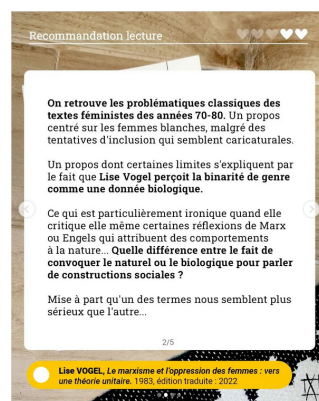 Recommandation lecture
On retrouve les problématiques classiques des
textes féministes des années 70-80. Un propos
centré sur les femmes blanches, malgré des
tentatives d'inclusion qui semblent caricaturales.
Un propos dont certaines limites s'expliquent par
le fait que Lise Vogel perçoit la binarité de genre
comme une donnée biologique.
Ce qui est particulièrement ironique quand elle
critique elle même certaines réflexions de Marx
ou Engels qui attribuent des comportements
à la nature... Quelle différence entre le fait de
convoquer le naturel ou le biologique pour parler
de constructions sociales ?
Mise à part qu'un des termes nous semblent plus
sérieux que l'autre...
2/5
Lise VOGEL, Le marxisme et l'oppression des femmes : vers
une théorie unitaire. 1983, édition traduite : 2022